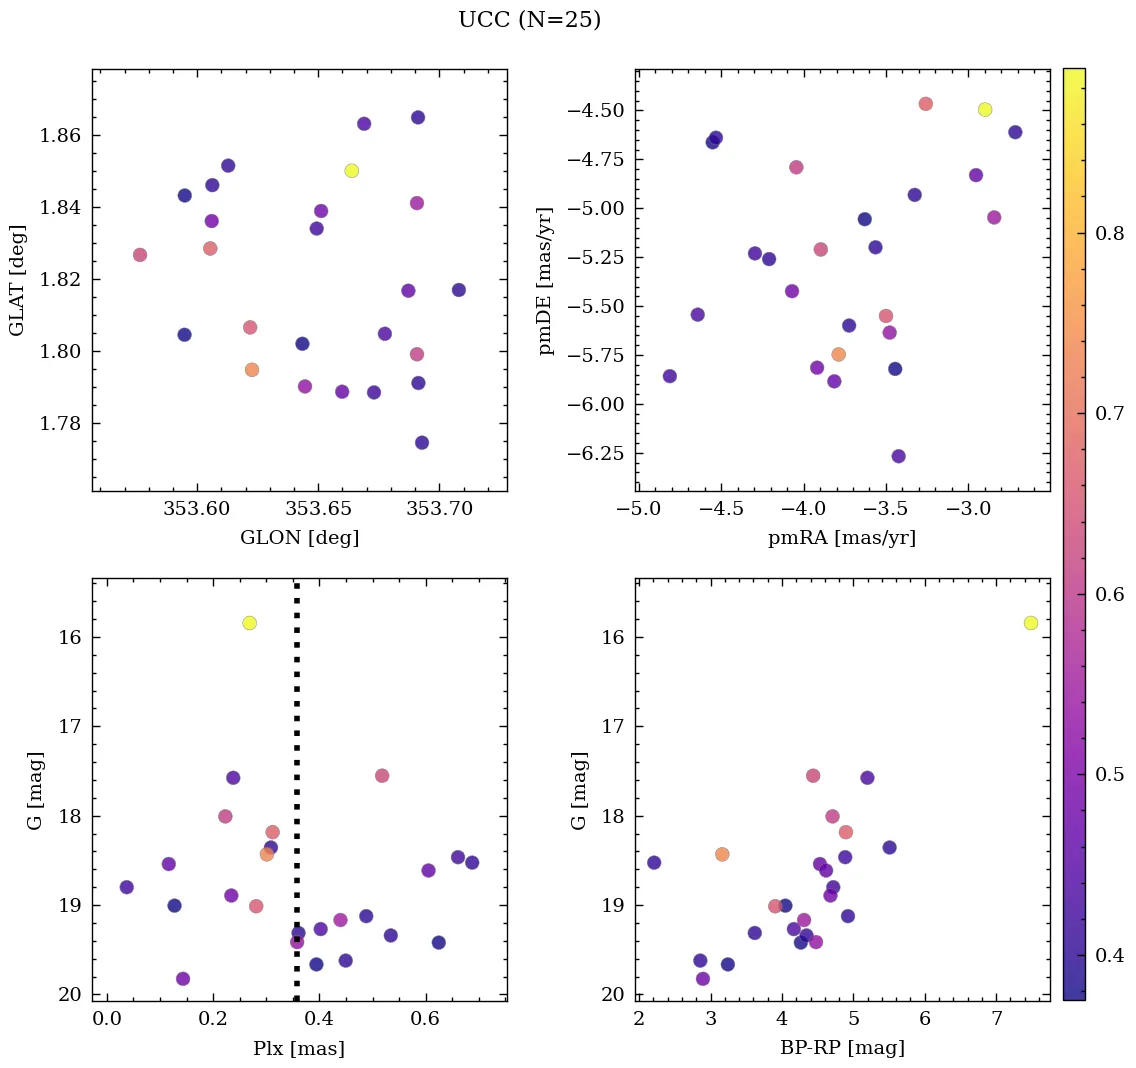 UCC (N=25)
1.86
1.84
1.82
1.80
1.78
GLAT [deg]
353.60 353.65 353.70
GLON [deg]
−4.50
−4.75
−5.00
−5.25
−5.50
−5.75
−6.00
−6.25
pmDE [mas/yr]
−5.0 −4.5 −4.0 −3.5 −3.0
pmRA [mas/yr]
16
17
18
19
20
G [mag]
0.0 0.2 0.4 0.6
Plx [mas]
16
17
18
19
20
G [mag]
2 3 4 5 6 7
BP-RP [mag]
0.8
0.7
0.6
0.5
0.4